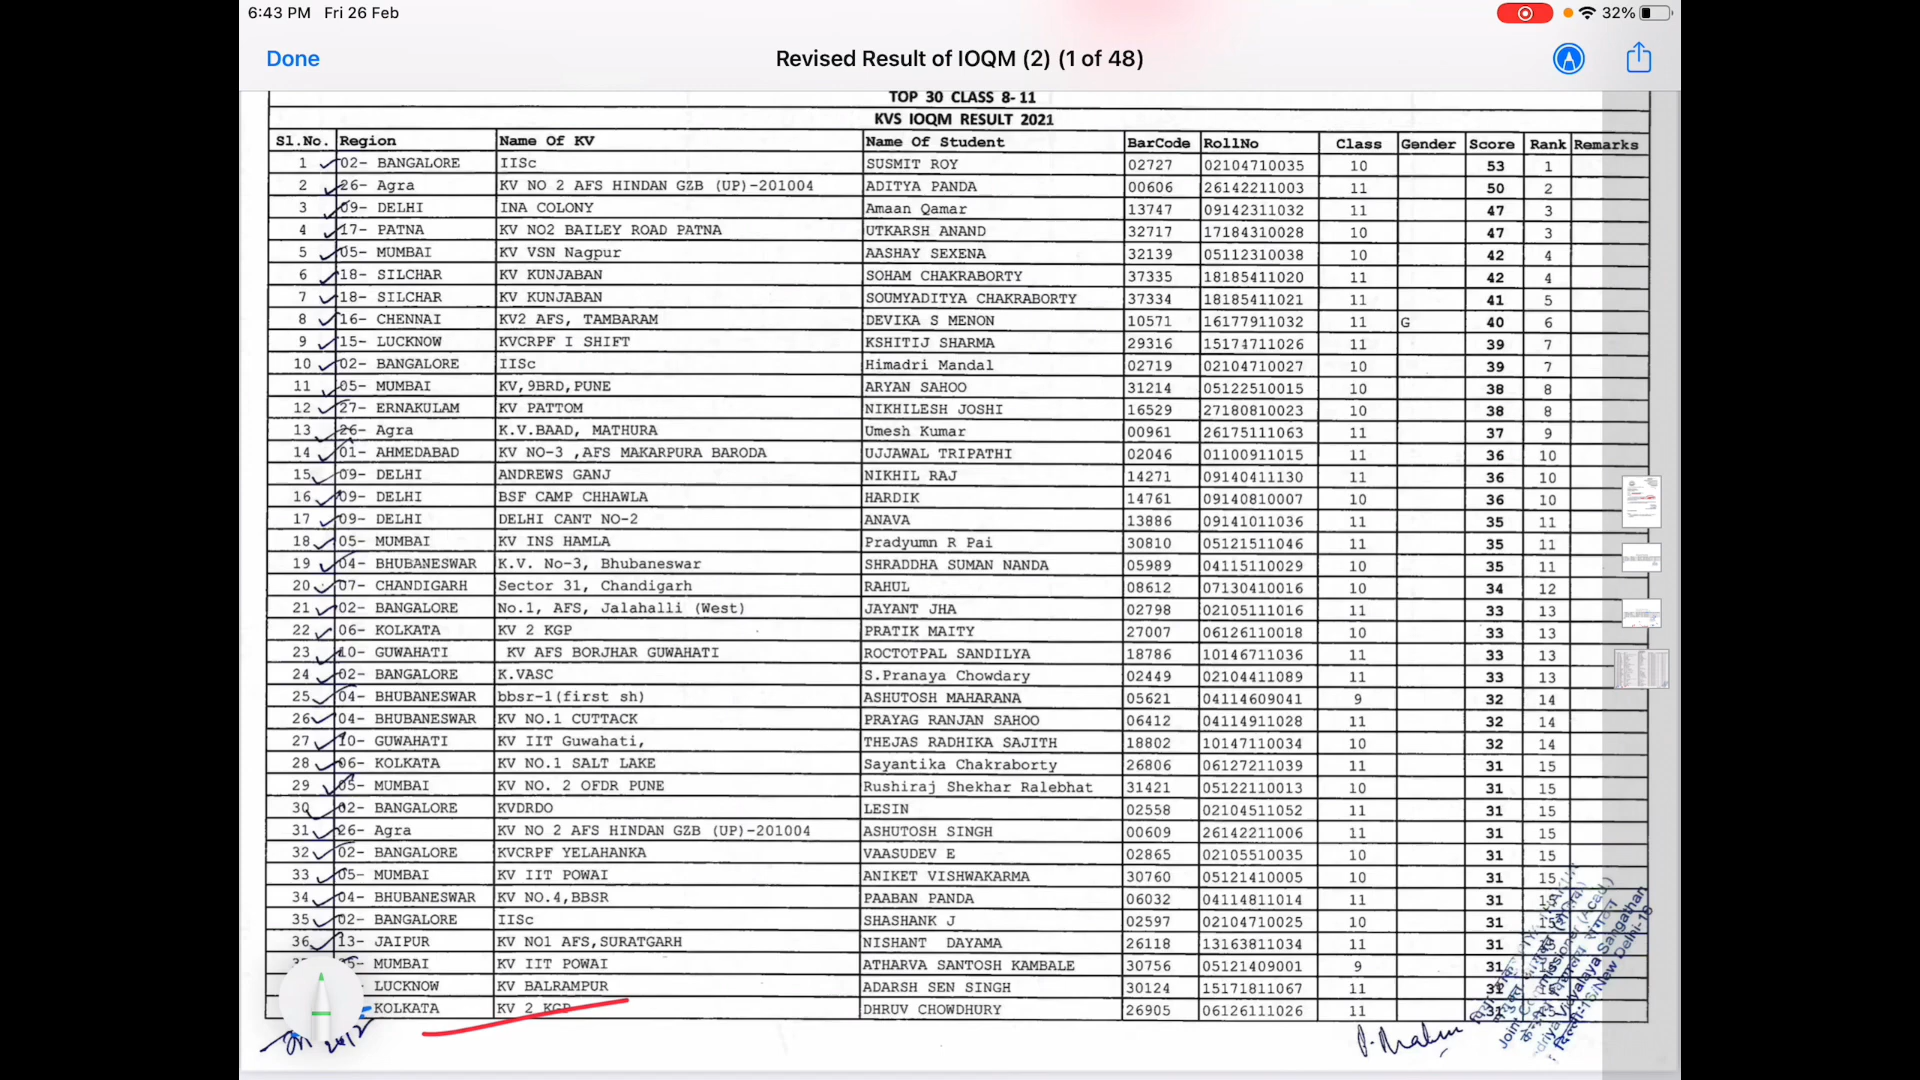 6:43 PM Fri 26 Feb 32%
Done Revised Result of IOQM (2) (1 of 48)
TOP 30 CLASS 8-11
KVS IOQM RESULT 2021
Sl.No. Region Name Of KV Name Of Student BarCode RollNo Class Gender Score Rank Remarks
1 02- BANGALORE IISc SUSMIT ROY 02727 02104710035 10 53 1
2 26- Agra KV NO 2 AFS HINDAN GZB (UP)-201004 ADITYA PANDA 00606 26142211003 11 50 2
3 09- DELHI INA COLONY Amaan Qamar 13747 09142311032 11 47 3
4 17- PATNA KV NO2 BAILEY ROAD PATNA UTKARSH ANAND 32717 17184310028 10 47 3
5 05- MUMBAI KV VSN Nagpur AASHAY SEXENA 32139 05112310038 10 42 4
6 18- SILCHAR KV KUNJABAN SOHAM CHAKRABORTY 37335 18185411020 11 42 4
7 18- SILCHAR KV KUNJABAN SOUMYADITYA CHAKRABORTY 37334 18185411021 11 41 5
8 16- CHENNAI KV2 AFS, TAMBARAM DEVIKA S MENON 10571 16177911032 11 G 40 6
9 15- LUCKNOW KVCRPF I SHIFT KSHITIJ SHARMA 29316 15174711026 11 39 7
10 02- BANGALORE IISc Himadri Mandal 02719 02104710027 10 39 7
11 05- MUMBAI KV,9BRD,PUNE ARYAN SAHOO 31214 05122510015 10 38 8
12 27- ERNAKULAM KV PATTOM NIKHILESH JOSHI 16529 27180810023 10 38 8
13 26- Agra K.V.BAAD, MATHURA Umesh Kumar 00961 26175111063 11 37 9
14 01- AHMEDABAD KV NO-3 ,AFS MAKARPURA BARODA UJJAWAL TRIPATHI 02046 01100911015 11 36 10
15 09- DELHI ANDREWS GANJ NIKHIL RAJ 14271 09140411130 11 36 10
16 09- DELHI BSF CAMP CHHAWLA HARDIK 14761 09140810007 10 36 10
17 09- DELHI DELHI CANT NO-2 ANAVA 13886 09141011036 11 35 11
18 05- MUMBAI KV INS HAMLA Pradyumn R Pai 30810 05121511046 11 35 11
19 04- BHUBANESWAR K.V. No-3, Bhubaneswar SHRADDHA SUMAN NANDA 05989 04115110029 10 35 11
20 07- CHANDIGARH Sector 31, Chandigarh RAHUL 08612 07130410016 10 34 12
21 02- BANGALORE No.1, AFS, Jalahalli (West) JAYANT JHA 02798 02105111016 11 33 13
22 06- KOLKATA KV 2 KGP PRATIK MAITY 27007 06126110018 10 33 13
23 10- GUWAHATI KV AFS BORJHAR GUWAHATI ROCTOTPAL SANDILYA 18786 10146711036 11 33 13
24 02- BANGALORE K.VASC S.Pranaya Chowdary 02449 02104411089 11 33 13
25 04- BHUBANESWAR bbsr-1(first sh) ASHUTOSH MAHARANA 05621 04114609041 9 32 14
26 04- BHUBANESWAR KV NO.1 CUTTACK PRAYAG RANJAN SAHOO 06412 04114911028 11 32 14
27 10- GUWAHATI KV IIT Guwahati, THEJAS RADHIKA SAJITH 18802 10147110034 10 32 14
28 06- KOLKATA KV NO.1 SALT LAKE Sayantika Chakraborty 26806 06127211039 11 31 15
29 05- MUMBAI KV NO. 2 OFDR PUNE Rushiraj Shekhar Ralebhat 31421 05122110013 10 31 15
30 02- BANGALORE KVDRDO LESIN 02558 02104511052 11 31 15
31 26- Agra KV NO 2 AFS HINDAN GZB (UP)-201004 ASHUTOSH SINGH 00609 26142211006 11 31 15
32 02- BANGALORE KVCRPF YELAHANKA VAASUDEV E 02865 02105510035 10 31 15
33 05- MUMBAI KV IIT POWAI ANIKET VISHWAKARMA 30760 05121410005 10 31 15
34 04- BHUBANESWAR KV NO.4,BBSR PAABAN PANDA 06032 04114811014 11 31 15
35 02- BANGALORE IISc SHASHANK J 02597 02104710025 10 31 15
36 13- JAIPUR KV NO1 AFS,SURATGARH NISHANT DAYAMA 26118 13163811034 11 31
MUMBAI KV IIT POWAI ATHARVA SANTOSH KAMBALE 30756 05121409001 9 31
LUCKNOW KV BALRAMPUR ADARSH SEN SINGH 30124 15171811067 11 31
KOLKATA KV 2 KGP DHRUV CHOWDHURY 26905 06126111026 11 31
Joint Commissioner (Acad.)
Vidyalaya Sangathan
New Delhi-16